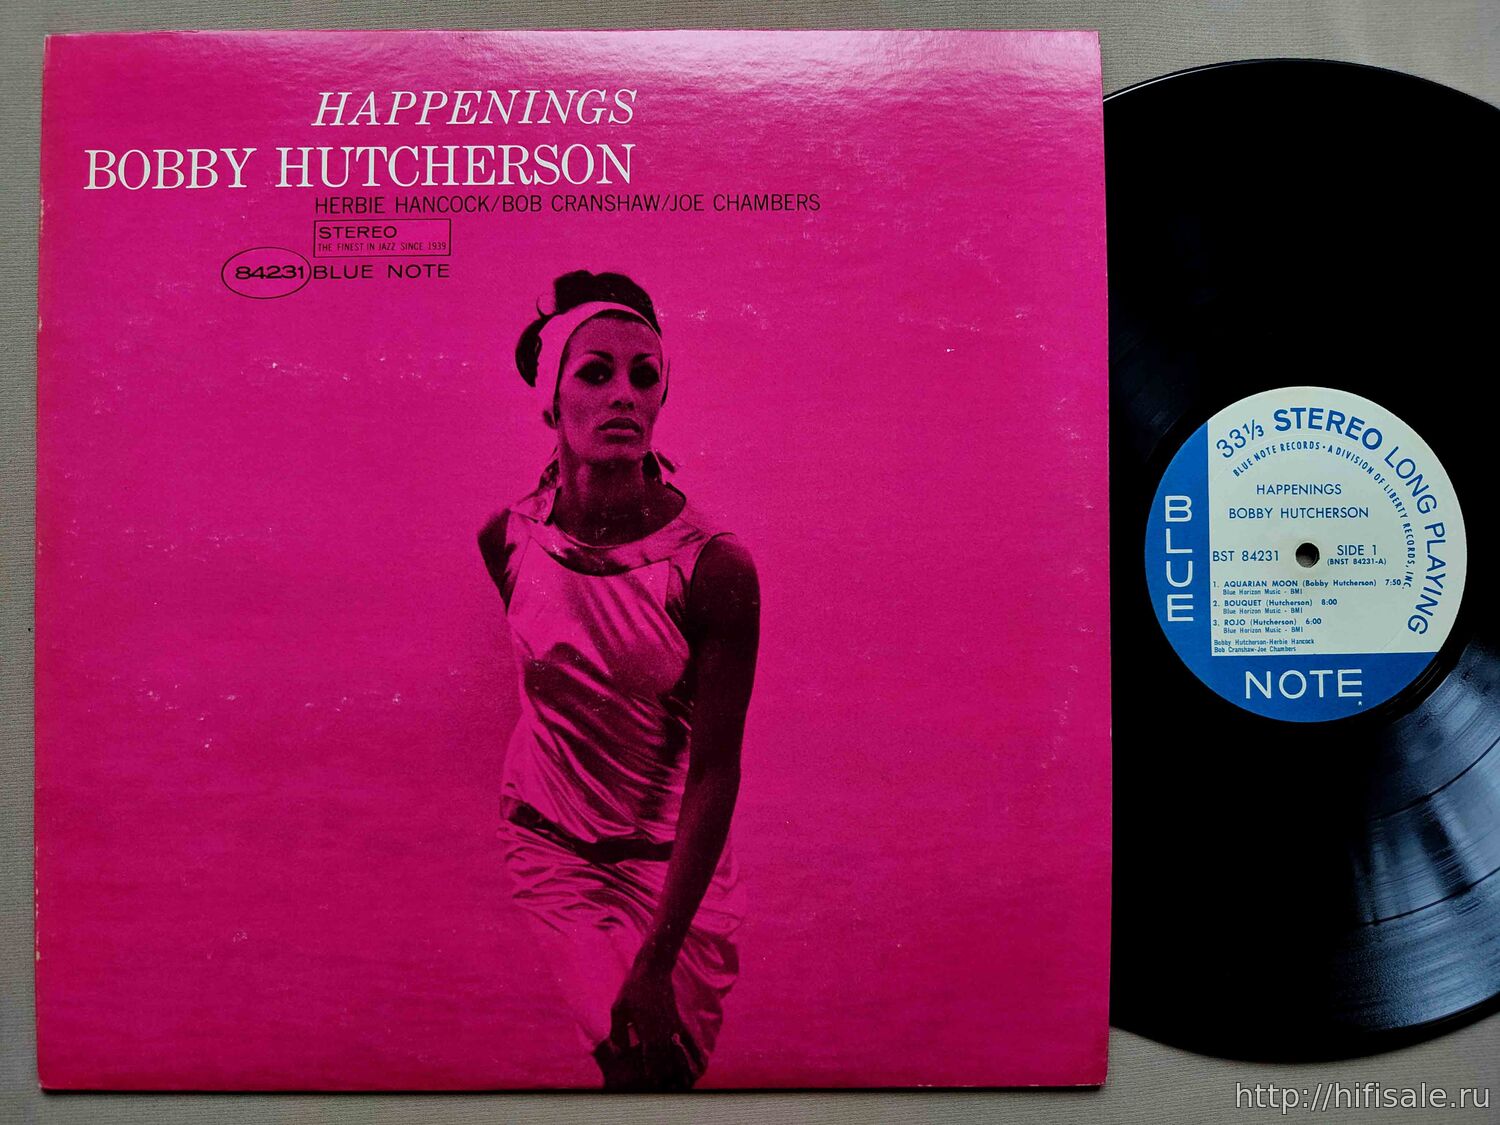 HAPPENINGS
BOBBY HUTCHERSON
HERBIE HANCOCK/BOB CRANSHAW/JOE CHAMBERS
STEREO
THE FINEST IN JAZZ SINCE 1939
84231 BLUE NOTE
33⅓ STEREO LONG PLAYING
BLUE NOTE RECORDS • A DIVISION OF LIBERTY RECORDS, INC.
HAPPENINGS
BOBBY HUTCHERSON
BST 84231
SIDE 1
(BNST 84231-A)
1. AQUARIAN MOON (Bobby Hutcherson) 7:50
Blue Horizon Music - BMI
2. BOUQUET (Hutcherson) 8:00
Blue Horizon Music - BMI
3. ROJO (Hutcherson) 6:00
Blue Horizon Music - BMI
Bobby Hutcherson-Herbie Hancock
Bob Cranshaw-Joe Chambers
BLUE
NOTE
http://hifisale.ru